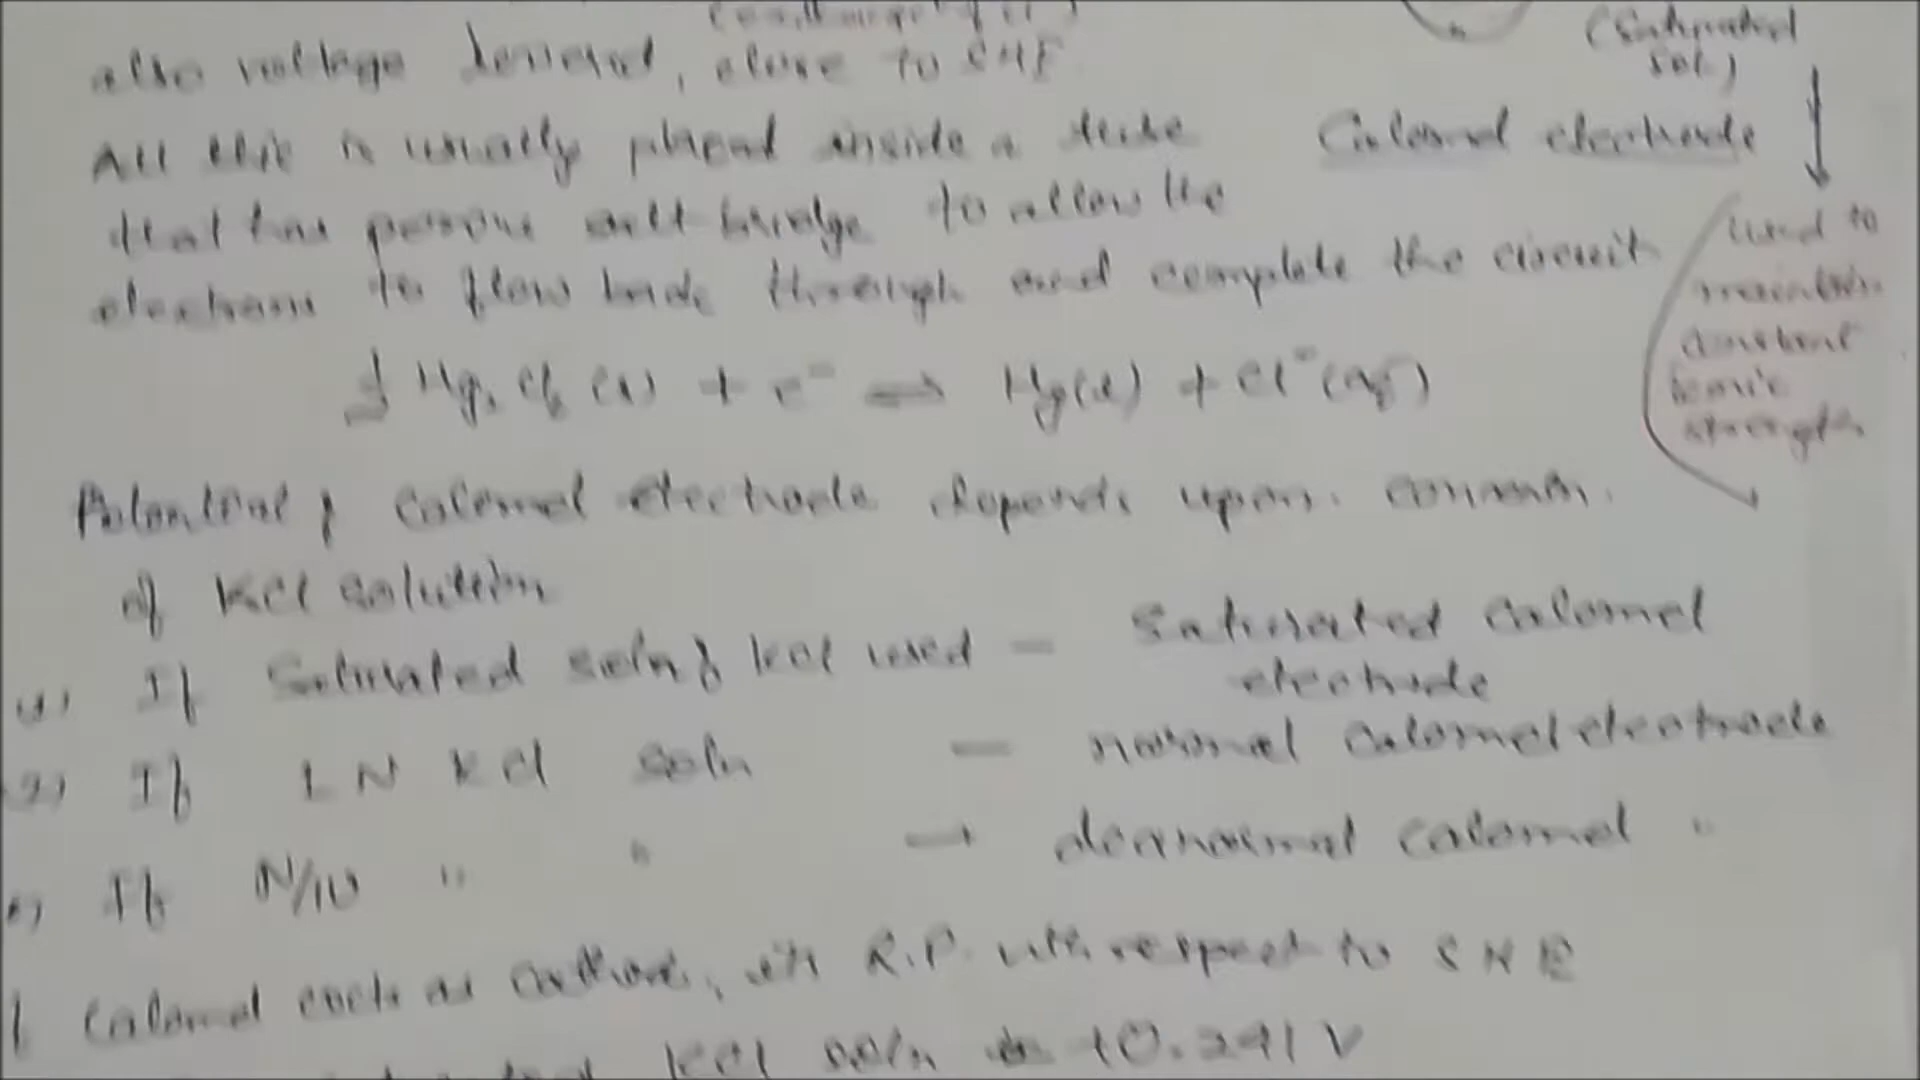 also voltage lowered, close to SHE
(Saturated
sol)
All this is usually placed inside a tube
Calomel electrode
that has porous salt bridge to allow the
electrons to flow back through and complete the circuit
used to
maintain
constant
ionic
strength
Hg₂Cl₂(s) + e⁻ ⇌ Hg(l) + Cl⁻(aq)
Potential of calomel electrode depends upon
of KCl solution
If Saturated soln of KCl used — Saturated calomel
electrode
2) If 1N KCl soln — normal calomel electrode
If N/10 " " → decinormal calomel "
Calomel acts as cathode, its R.P. with respect to SHE
KCl soln is +0.241 V